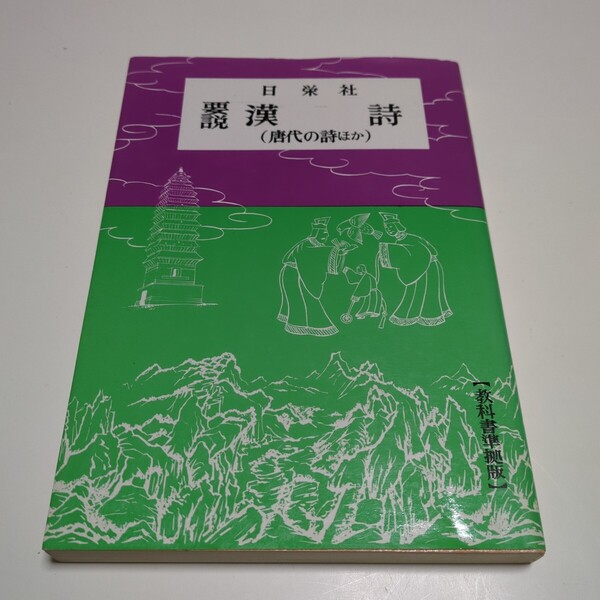 日栄社
要説 漢詩
(唐代の詩ほか)
【教科書準拠版】